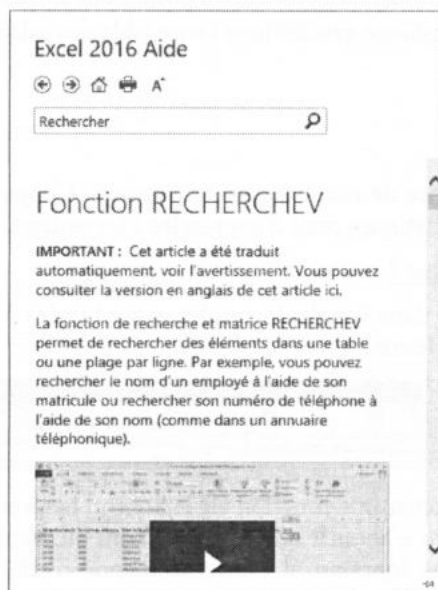 Excel 2016 Aide
Rechercher
Fonction RECHERCHEV
IMPORTANT : Cet article a été traduit
automatiquement, voir l'avertissement. Vous pouvez
consulter la version en anglais de cet article ici.
La fonction de recherche et matrice RECHERCHEV
permet de rechercher des éléments dans une table
ou une plage par ligne. Par exemple, vous pouvez
rechercher le nom d'un employé à l'aide de son
matricule ou rechercher son numéro de téléphone à
l'aide de son nom (comme dans un annuaire
téléphonique).